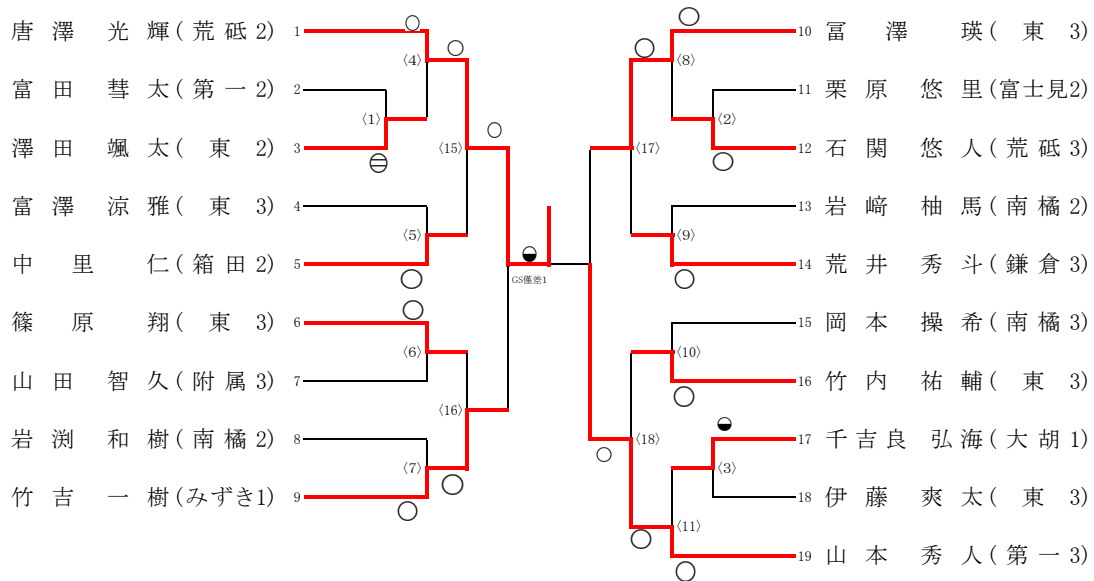 唐澤光輝(荒砥2) 1
〈4〉
富田彗太(第一2) 2
〈1〉
澤田颯太(東2) 3
〈15〉
富澤涼雅(東3) 4
〈5〉
中里仁(箱田2) 5
GS僅差1
篠原翔(東3) 6
〈6〉
山田智久(附属3) 7
〈16〉
岩渕和樹(南橘2) 8
〈7〉
竹吉一樹(みずき1) 9
10 冨澤瑛(東3)
〈8〉
11 栗原悠里(富士見2)
〈2〉
12 石関悠人(荒砥3)
〈17〉
13 岩﨑柚馬(南橘2)
〈9〉
14 荒井秀斗(鎌倉3)
15 岡本操希(南橘3)
〈10〉
16 竹内祐輔(東3)
〈18〉
17 千吉良弘海(大胡1)
〈3〉
18 伊藤爽太(東3)
〈11〉
19 山本秀人(第一3)